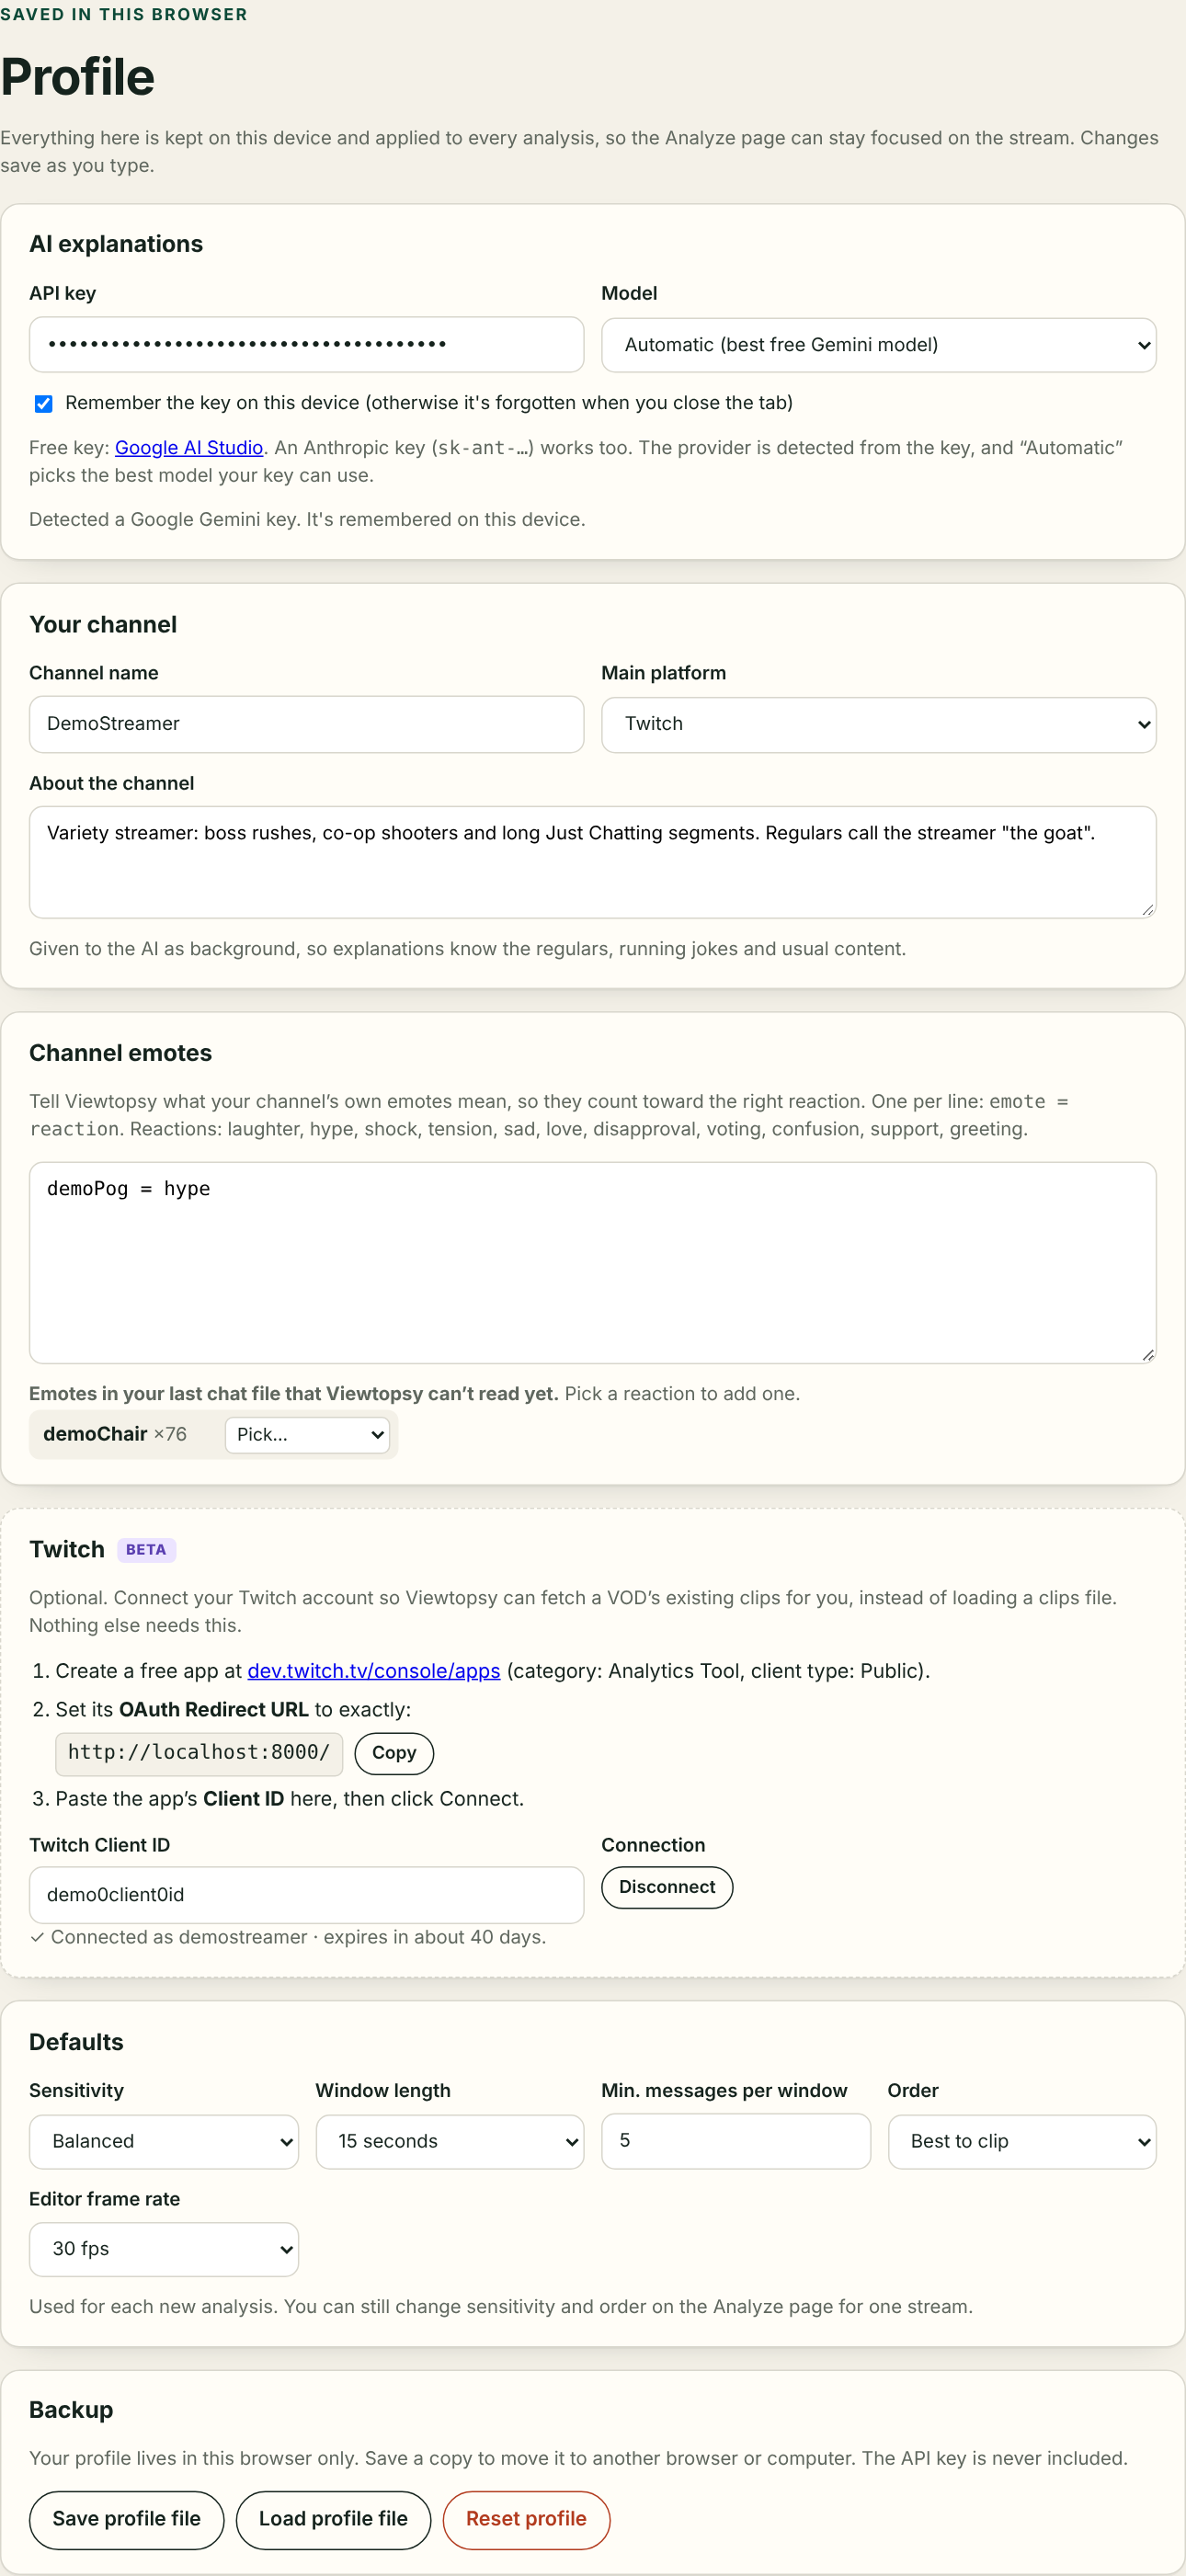 SAVED IN THIS BROWSER
Profile
Everything here is kept on this device and applied to every analysis, so the Analyze page can stay focused on the stream. Changes
save as you type.
AI explanations
API key
Model
••••••••••••••••••••••••••••••••••••••
Automatic (best free Gemini model)
Remember the key on this device (otherwise it's forgotten when you close the tab)
Free key: Google AI Studio. An Anthropic key (sk-ant-…) works too. The provider is detected from the key, and “Automatic”
picks the best model your key can use.
Detected a Google Gemini key. It's remembered on this device.
Your channel
Channel name
Main platform
DemoStreamer
Twitch
About the channel
Variety streamer: boss rushes, co-op shooters and long Just Chatting segments. Regulars call the streamer "the goat".
Given to the AI as background, so explanations know the regulars, running jokes and usual content.
Channel emotes
Tell Viewtopsy what your channel’s own emotes mean, so they count toward the right reaction. One per line: emote =
reaction. Reactions: laughter, hype, shock, tension, sad, love, disapproval, voting, confusion, support, greeting.
demoPog = hype
Emotes in your last chat file that Viewtopsy can’t read yet. Pick a reaction to add one.
demoChair ×76 Pick…
Twitch BETA
Optional. Connect your Twitch account so Viewtopsy can fetch a VOD’s existing clips for you, instead of loading a clips file.
Nothing else needs this.
1. Create a free app at dev.twitch.tv/console/apps (category: Analytics Tool, client type: Public).
2. Set its OAuth Redirect URL to exactly:
http://localhost:8000/ Copy
3. Paste the app’s Client ID here, then click Connect.
Twitch Client ID
Connection
demo0client0id
Disconnect
✓ Connected as demostreamer · expires in about 40 days.
Defaults
Sensitivity
Window length
Min. messages per window
Order
Balanced
15 seconds
5
Best to clip
Editor frame rate
30 fps
Used for each new analysis. You can still change sensitivity and order on the Analyze page for one stream.
Backup
Your profile lives in this browser only. Save a copy to move it to another browser or computer. The API key is never included.
Save profile file
Load profile file
Reset profile